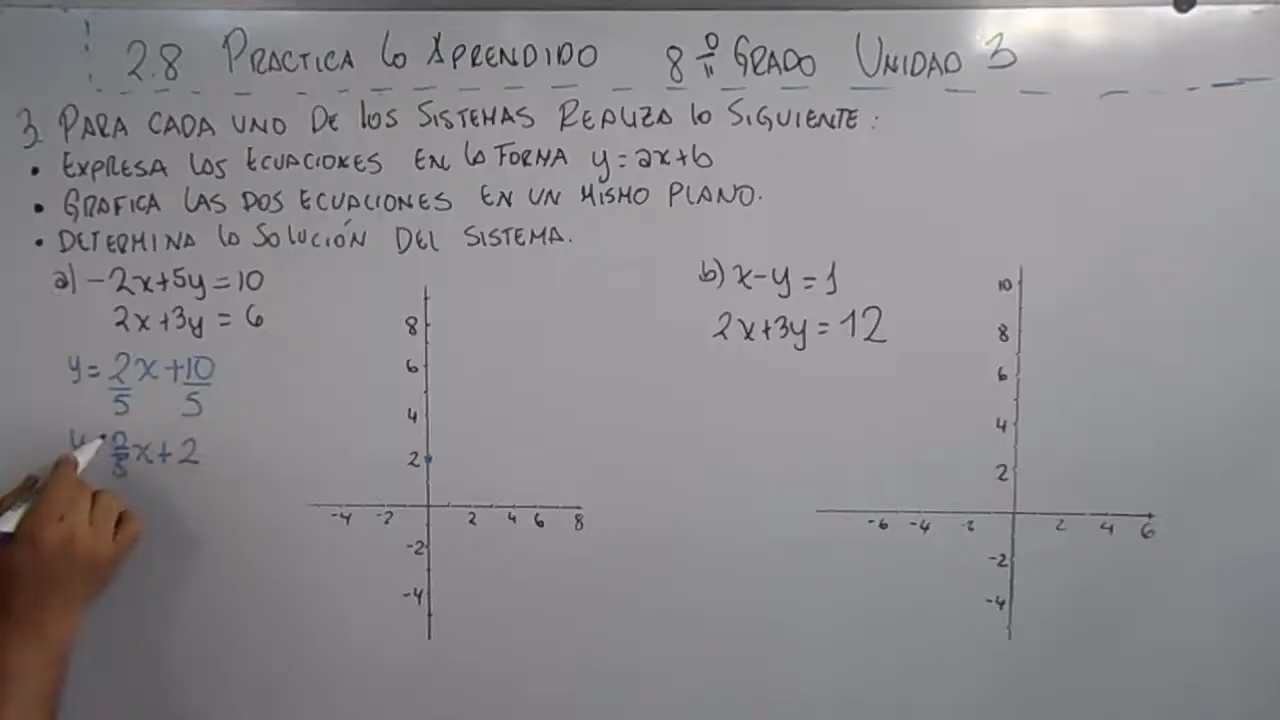 2.8 PRACTICA lo APRENDIDO 8º GRADO UNIDAD 3
3. PARA CADA UNO DE los SISTEMAS REALIZA lo SIGUIENTE:
• EXPRESA LAS ECUACIONES EN LA FORMA y=ax+b
• GRAFICA LAS DOS ECUACIONES EN UN MISMO PLANO.
• DETERMINA lA SOLUCIÓN DEL SISTEMA.
a) -2x+5y=10
2x+3y=6
y=2/5x+10/5
y=2/5x+2
8
6
4
2
-4 -2 2 4 6 8
-2
-4
b) x-y=1
2x+3y=12
10
8
6
4
2
-6 -4 -2 2 4 6
-2
-4